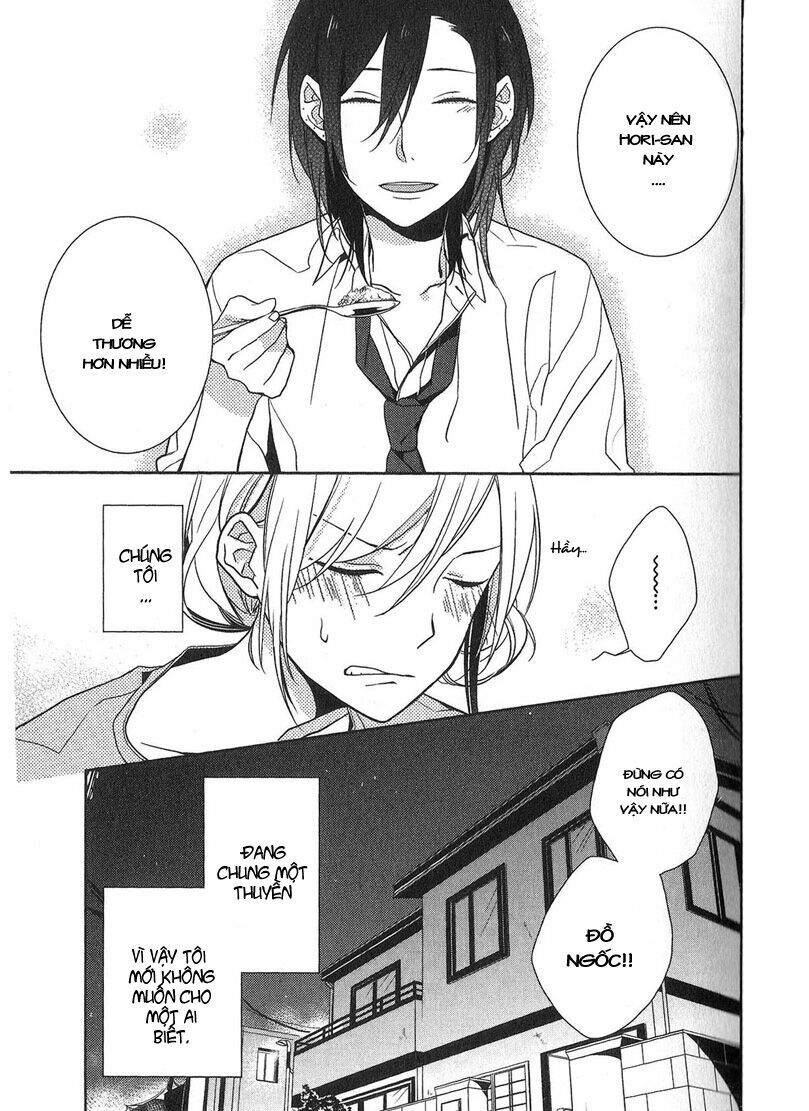 VẬY NÊN
HORI-SAN
NÀY
....
DỄ
THƯƠNG
HƠN NHIỀU!
Hầy...
CHÚNG
TÔI
...
ĐỪNG CÓ
NÓI NHƯ
VẬY NỮA!!
ĐỒ
NGỐC!!
ĐANG
CHUNG MỘT
THUYỀN
VÌ VẬY TÔI
MỚI KHÔNG
MUỐN CHO
MỘT AI
BIẾT.